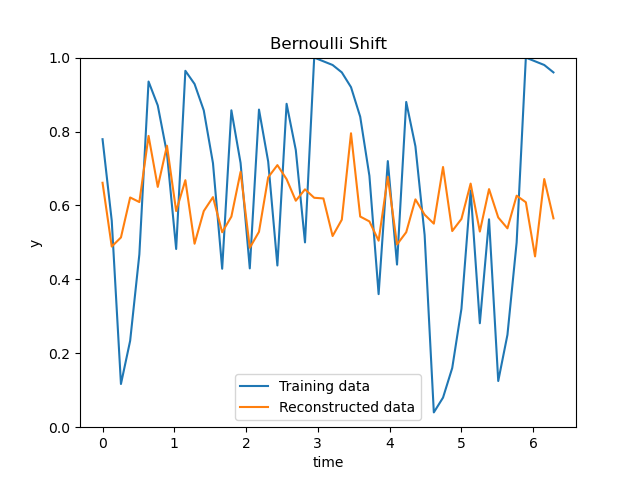 Bernoulli Shift
1.0
0.8
0.6
0.4
0.2
0.0
y
0 1 2 3 4 5 6
time
Training data
Reconstructed data